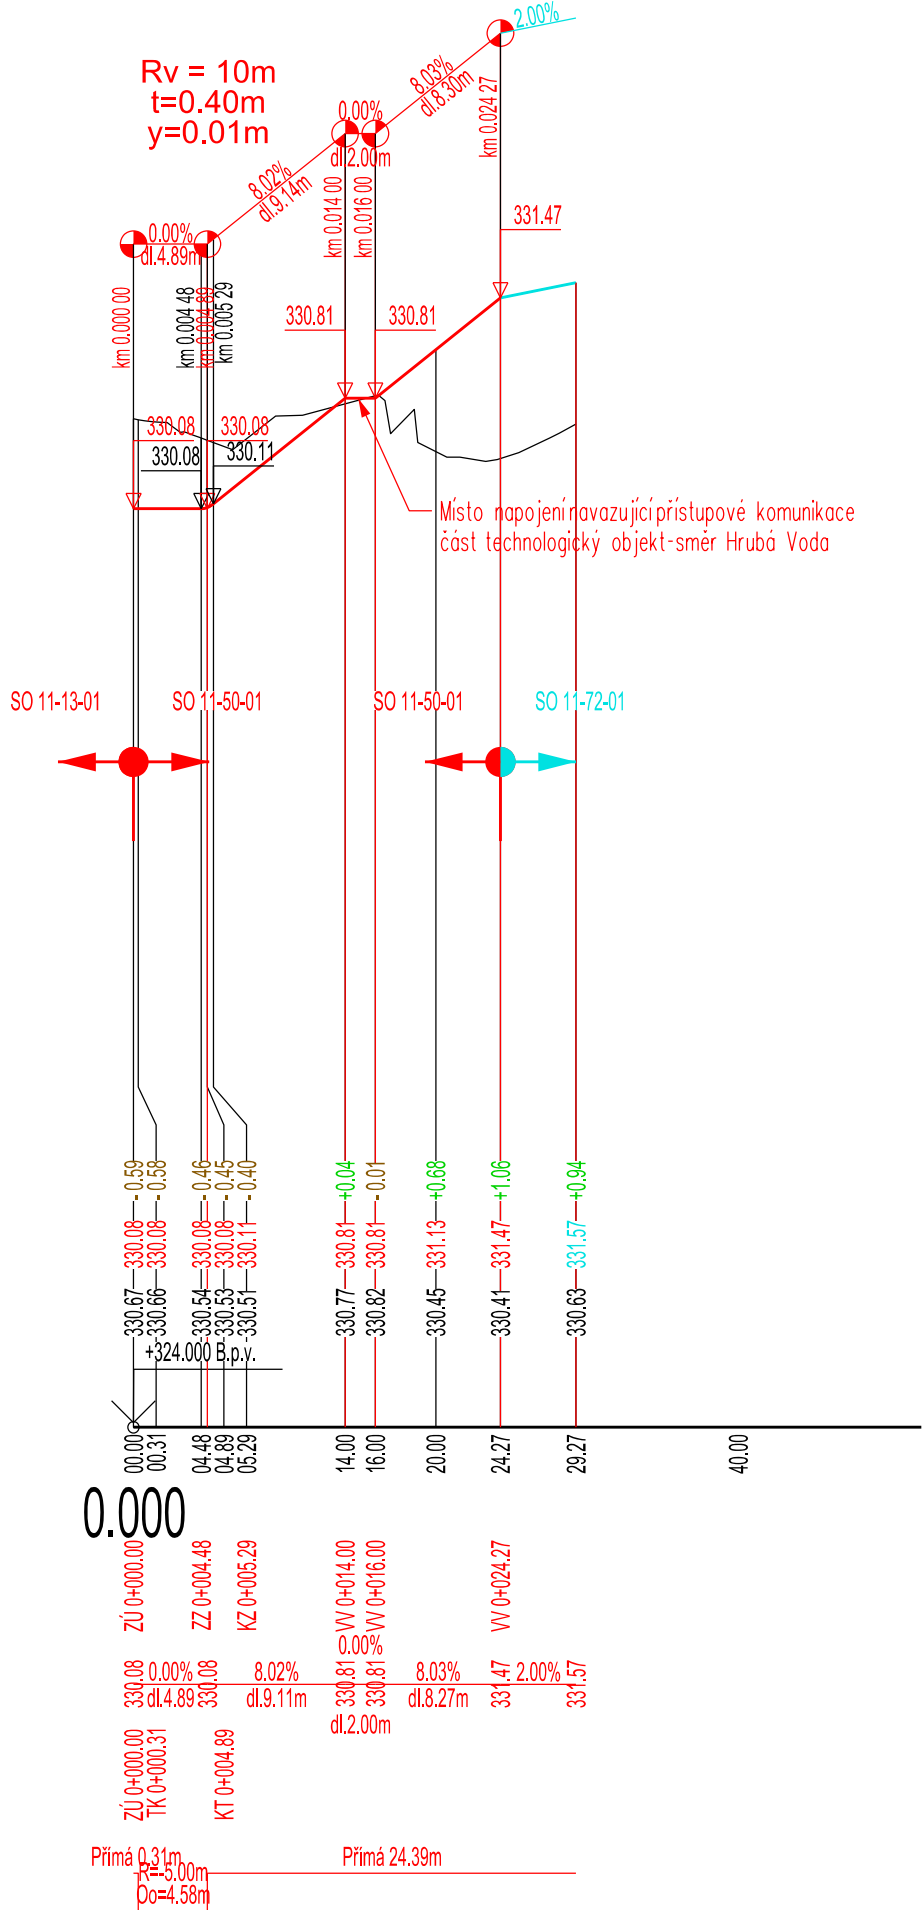 2.00%
Rv = 10m
t=0.40m
y=0.01m
8.03%
dl.8.30m
km 0.024 27
0.00%
dl.2.00m
8.02%
dl.9.14m
km 0.014 00
km 0.016 00
331.47
0.00%
dl.4.89m
km 0.000 00
km 0.004 48
km 0.004 89
km 0.005 29
330.81
330.81
330.08
330.08
330.08
330.11
Místo napojení navazující přístupové komunikace
část technologický objekt-směr Hrubá Voda
SO 11-13-01
SO 11-50-01
SO 11-50-01
SO 11-72-01
- 0.59
- 0.58
- 0.46
- 0.45
- 0.40
+0.04
- 0.01
+0.68
+1.06
+0.94
330.08
330.08
330.08
330.08
330.11
330.81
330.81
331.13
331.47
331.57
330.67
330.66
330.54
330.53
330.51
330.77
330.82
330.45
330.41
330.63
+324.000 B.p.v.
00.00
00.31
04.48
04.89
05.29
14.00
16.00
20.00
24.27
29.27
40.00
0.000
ZÚ 0+000.00
ZZ 0+004.48
KZ 0+005.29
VV 0+014.00
VV 0+016.00
VV 0+024.27
330.08
0.00%
dl.4.89
330.08
8.02%
dl.9.11m
330.81
0.00%
dl.2.00m
330.81
8.03%
dl.8.27m
331.47
2.00%
331.57
ZÚ 0+000.00
TK 0+000.31
KT 0+004.89
Přímá 0.31m
R=-5.00m
Oo=4.58m
Přímá 24.39m